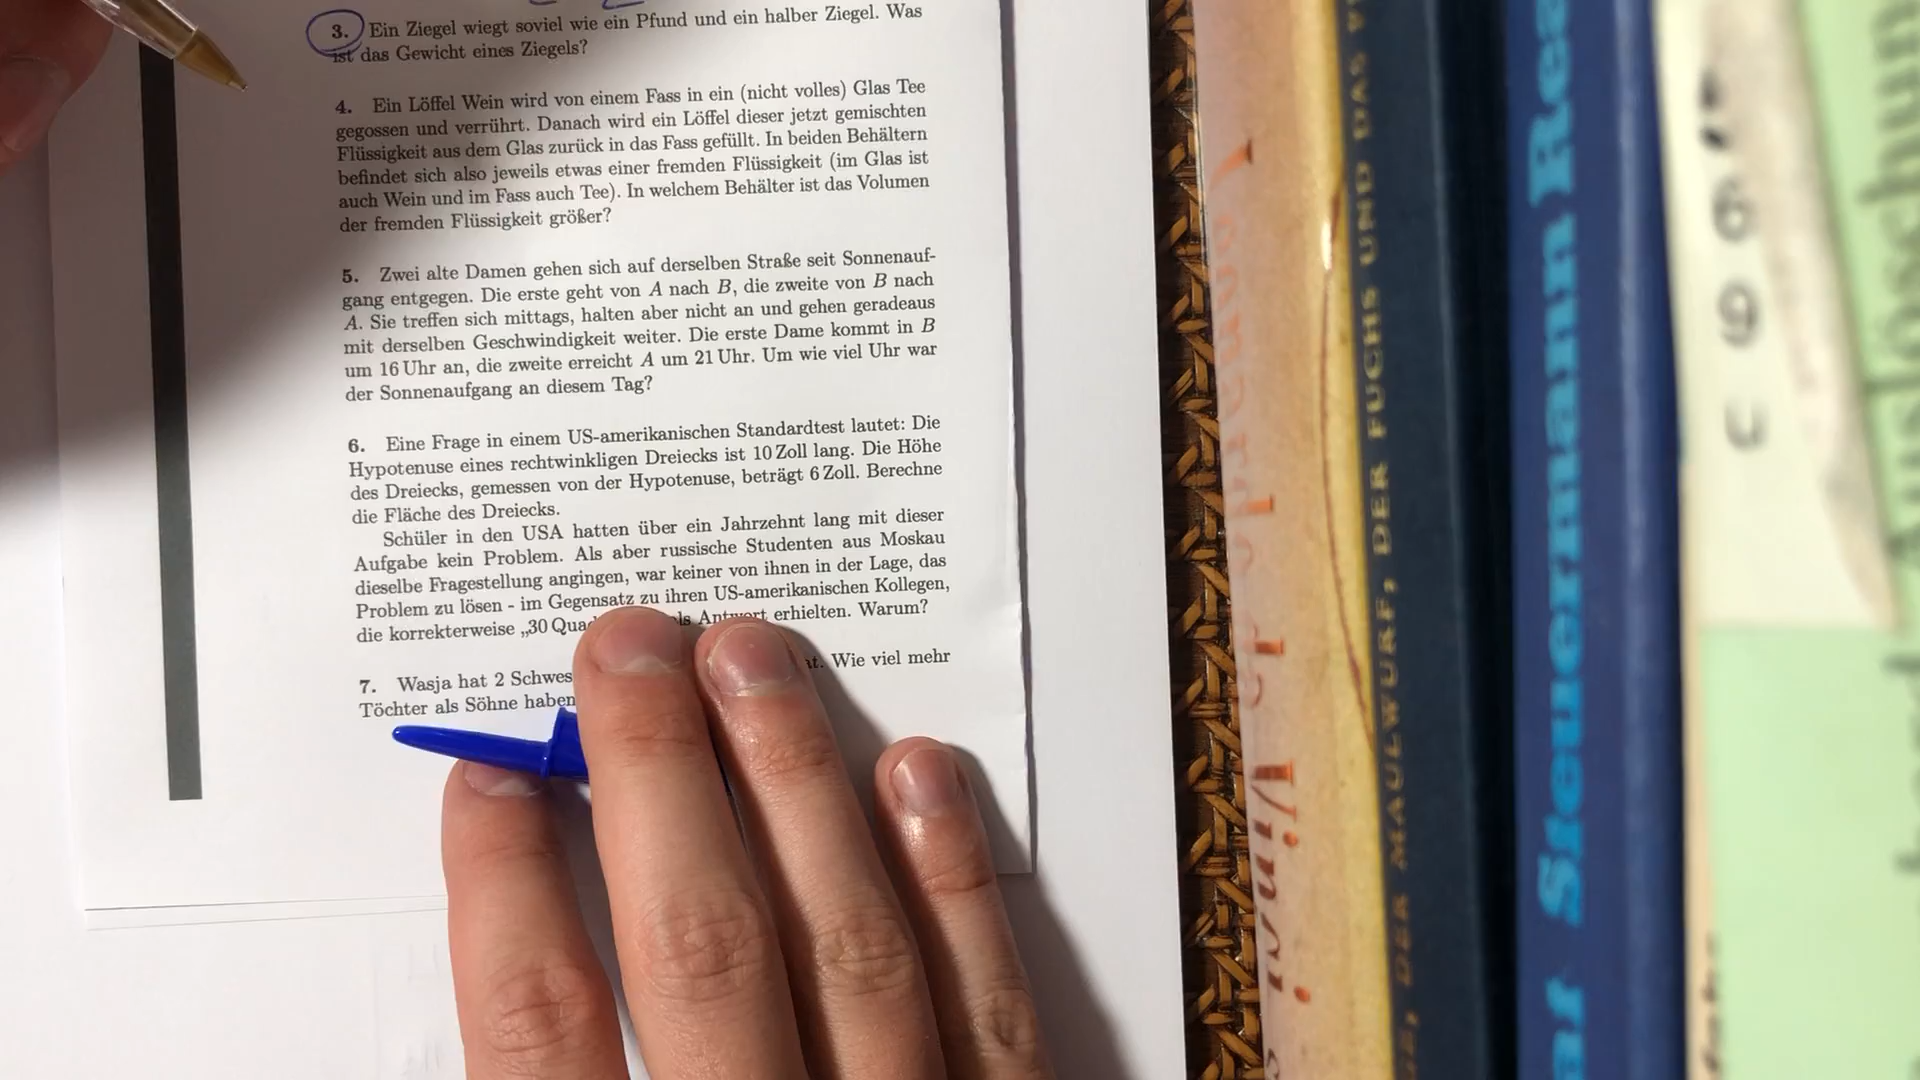 3. Ein Ziegel wiegt soviel wie ein Pfund und ein halber Ziegel. Was
ist das Gewicht eines Ziegels?
4. Ein Löffel Wein wird von einem Fass in ein (nicht volles) Glas Tee
gegossen und verrührt. Danach wird ein Löffel dieser jetzt gemischten
Flüssigkeit aus dem Glas zurück in das Fass gefüllt. In beiden Behältern
befindet sich also jeweils etwas einer fremden Flüssigkeit (im Glas ist
auch Wein und im Fass auch Tee). In welchem Behälter ist das Volumen
der fremden Flüssigkeit größer?
5. Zwei alte Damen gehen sich auf derselben Straße seit Sonnenauf-
gang entgegen. Die erste geht von A nach B, die zweite von B nach
A. Sie treffen sich mittags, halten aber nicht an und gehen geradeaus
mit derselben Geschwindigkeit weiter. Die erste Dame kommt in B
um 16 Uhr an, die zweite erreicht A um 21 Uhr. Um wie viel Uhr war
der Sonnenaufgang an diesem Tag?
6. Eine Frage in einem US-amerikanischen Standardtest lautet: Die
Hypotenuse eines rechtwinkligen Dreiecks ist 10 Zoll lang. Die Höhe
des Dreiecks, gemessen von der Hypotenuse, beträgt 6 Zoll. Berechne
die Fläche des Dreiecks.
Schüler in den USA hatten über ein Jahrzehnt lang mit dieser
Aufgabe kein Problem. Als aber russische Studenten aus Moskau
dieselbe Fragestellung angingen, war keiner von ihnen in der Lage, das
Problem zu lösen - im Gegensatz zu ihren US-amerikanischen Kollegen,
die korrekterweise „30 Qua ls Antwort erhielten. Warum?
7. Wasja hat 2 Schwes at. Wie viel mehr
Töchter als Söhne haben
Leonardo da Vinci
DER MAULWURF, DER FUCHS UND DAS
Steuermann